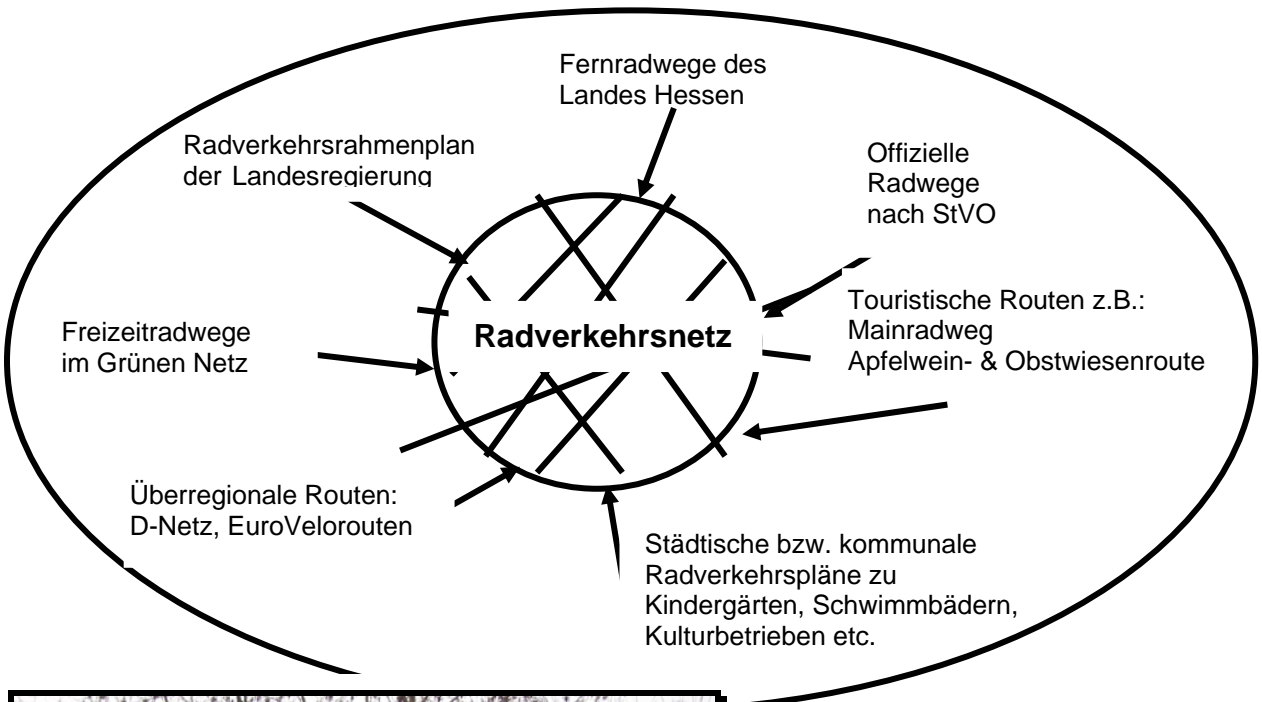 Fernradwege des
Landes Hessen
Radverkehrsrahmenplan
der Landesregierung
Offizielle
Radwege
nach StVO
Touristische Routen z.B.:
Mainradweg
Apfelwein- & Obstwiesenroute
Freizeitradwege
im Grünen Netz
Radverkehrsnetz
Überregionale Routen:
D-Netz, EuroVelorouten
Städtische bzw. kommunale
Radverkehrspläne zu
Kindergärten, Schwimmbädern,
Kulturbetrieben etc.